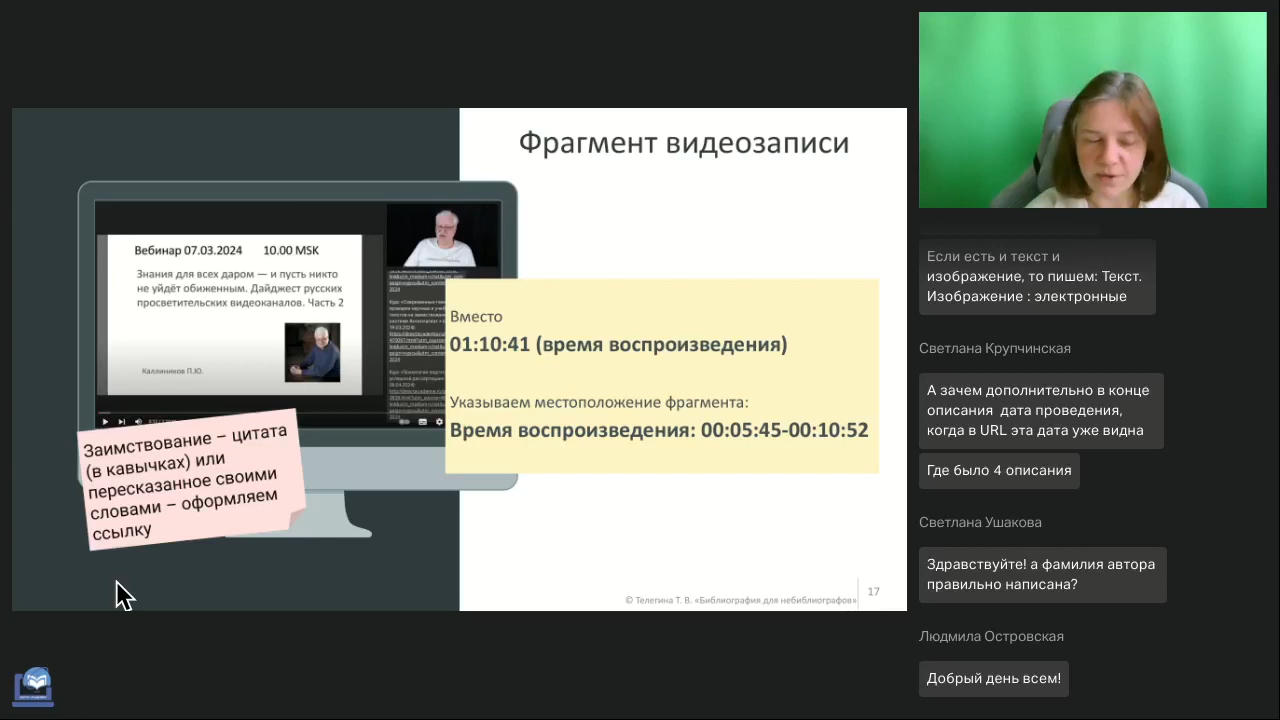 Фрагмент видеозаписи
Вебинар 07.03.2024 10.00 MSK
Знания для всех даром — и пусть никто
не уйдёт обиженным. Дайджест русских
просветительских видеоканалов. Часть 2
Каллиников П.Ю.
Вместо
01:10:41 (время воспроизведения)
Указываем местоположение фрагмента:
Время воспроизведения: 00:05:45-00:10:52
Заимствование – цитата
(в кавычках) или
пересказанное своими
словами – оформляем
ссылку
© Телегина Т. В. «Библиография для небиблиографов»
17
Если есть и текст и
изображение, то пишем: Текст.
Изображение : электронные
Светлана Крупчинская
А зачем дополнительно в конце
описания дата проведения,
когда в URL эта дата уже видна
Где было 4 описания
Светлана Ушакова
Здравствуйте! а фамилия автора
правильно написана?
Людмила Островская
Добрый день всем!